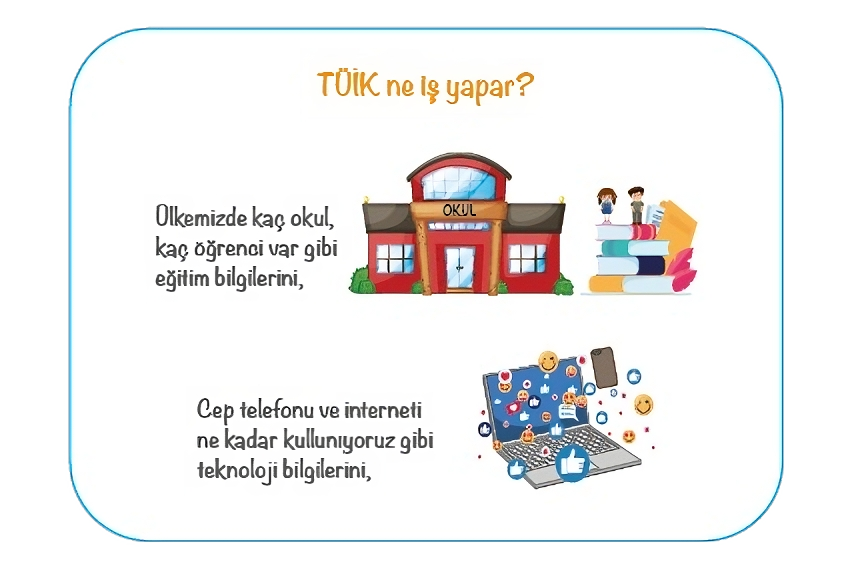 TÜİK ne iş yapar?
Ülkemizde kaç okul,
kaç öğrenci var gibi
eğitim bilgilerini,
OKUL
Cep telefonu ve interneti
ne kadar kullunıyoruz gibi
teknoloji bilgilerini,